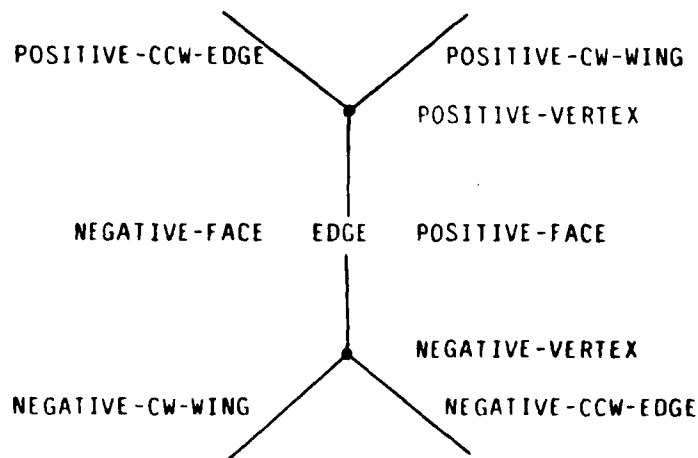 POSITIVE-CCW-EDGE POSITIVE-CW-WING
POSITIVE-VERTEX
NEGATIVE-FACE EDGE POSITIVE-FACE
NEGATIVE-VERTEX
NEGATIVE-CW-WING NEGATIVE-CCW-EDGE